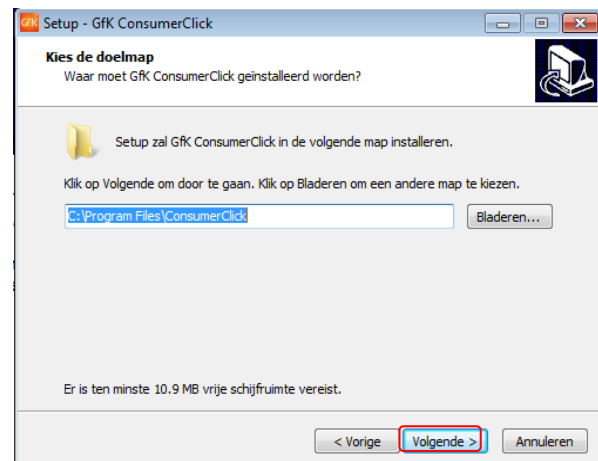 GfK Setup - GfK ConsumerClick
Kies de doelmap
Waar moet GfK ConsumerClick geïnstalleerd worden?
Setup zal GfK ConsumerClick in de volgende map installeren.
Klik op Volgende om door te gaan. Klik op Bladeren om een andere map te kiezen.
C:\Program Files\ConsumerClick Bladeren...
Er is ten minste 10.9 MB vrije schijfruimte vereist.
< Vorige Volgende > Annuleren